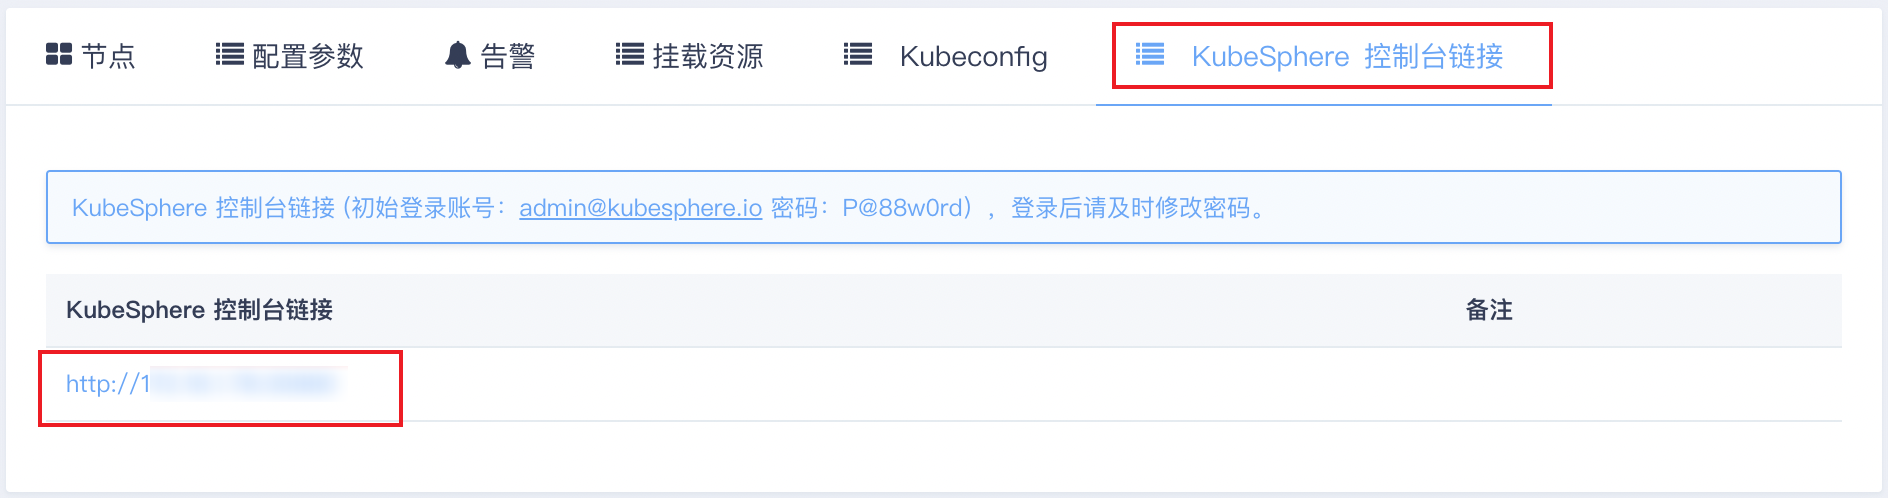 节点 配置参数 告警 挂载资源 Kubeconfig KubeSphere 控制台链接
KubeSphere 控制台链接 (初始登录账号：admin@kubesphere.io 密码：P@88w0rd），登录后请及时修改密码。
KubeSphere 控制台链接 备注
http://1